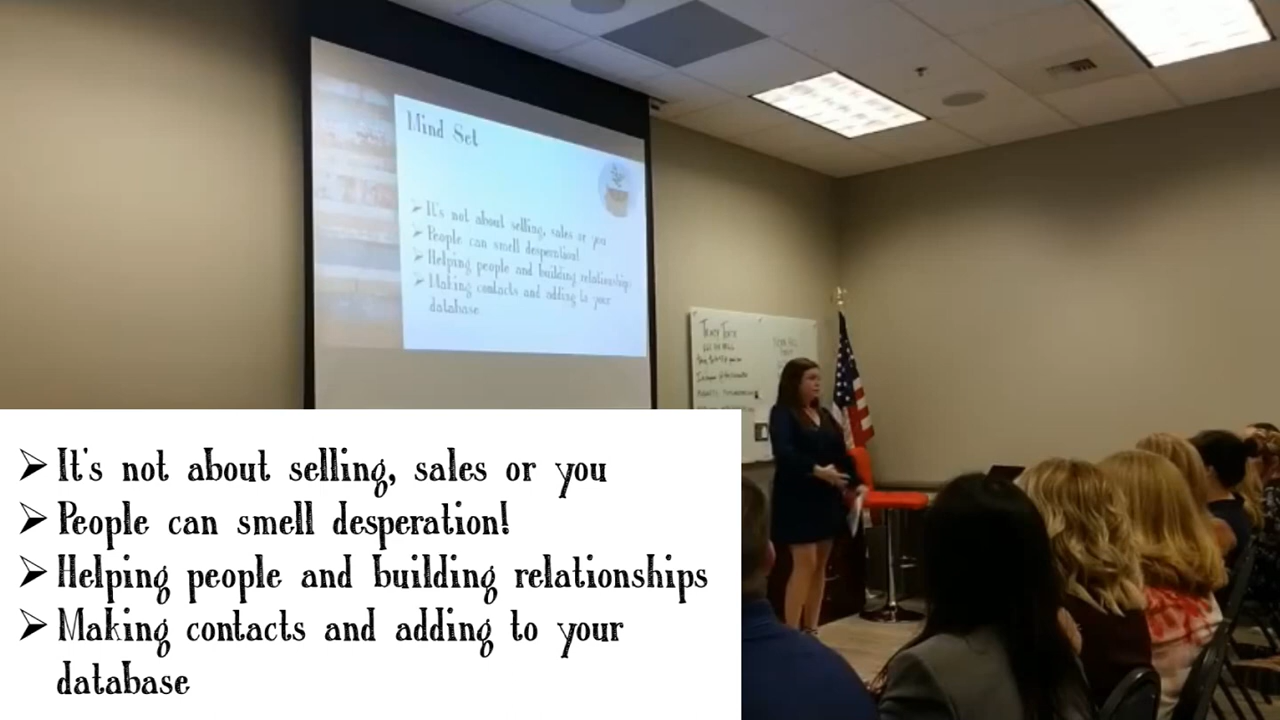 Mind Set
➢ It's not about selling, sales or you
➢ People can smell desperation!
➢ Helping people and building relationships
➢ Making contacts and adding to your
database
Tracy
➢ It's not about selling, sales or you
➢ People can smell desperation!
➢ Helping people and building relationships
➢ Making contacts and adding to your
database